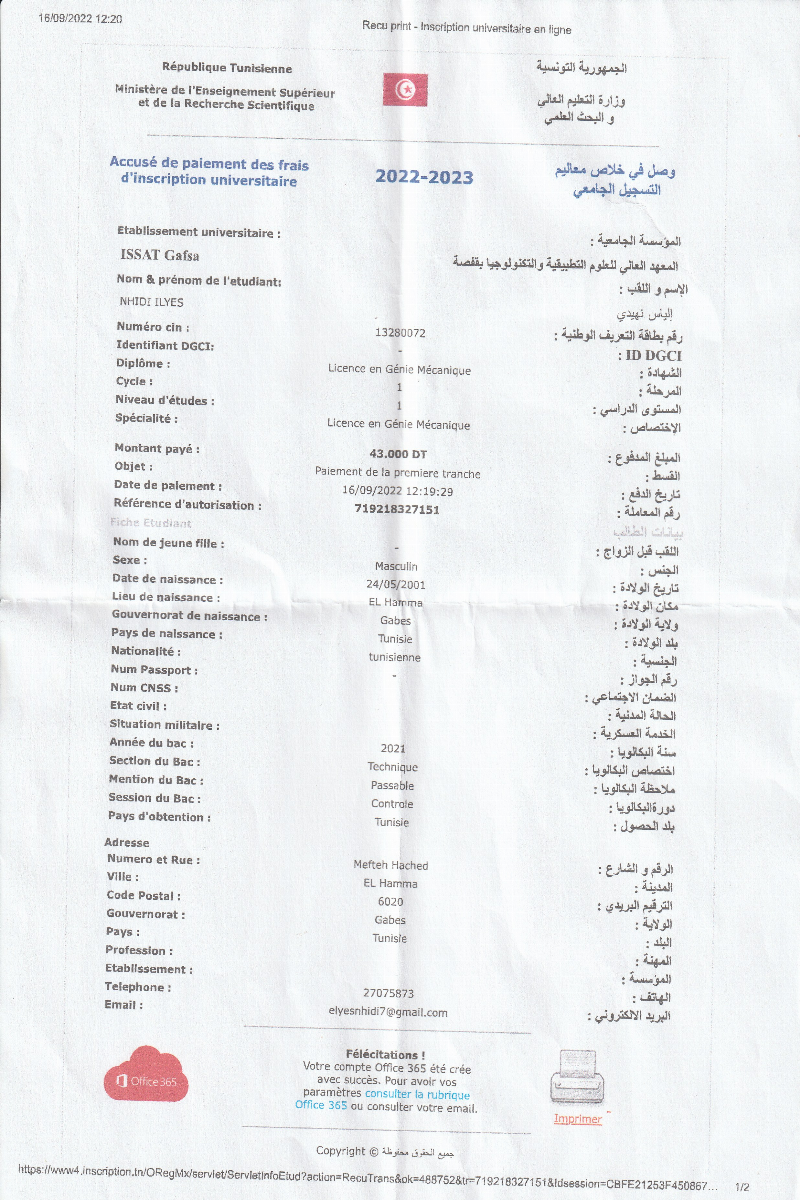 16/09/2022 12:20
Recu print - Inscription universitaire en ligne
République Tunisienne
الجمهورية التونسية
Ministère de l'Enseignement Supérieur
et de la Recherche Scientifique
وزارة التعليم العالي
و البحث العلمي
Accusé de paiement des frais
d'inscription universitaire
2022-2023
وصل في خلاص معاليم
التسجيل الجامعي
Etablissement universitaire :
المؤسسة الجامعية :
ISSAT Gafsa
المعهد العالي للعلوم التطبيقية والتكنولوجيا بقفصة
Nom & prénom de l'etudiant:
الإسم و اللقب :
NHIDI ILYES
إلياس نهيدي
Numéro cin : 13280072 رقم بطاقة التعريف الوطنية :
Identifiant DGCI: - ID DGCI :
Diplôme : Licence en Génie Mécanique الشهادة :
Cycle : 1 المرحلة :
Niveau d'études : 1 المستوى الدراسي :
Spécialité : Licence en Génie Mécanique الإختصاص :
Montant payé : 43.000 DT المبلغ المدفوع :
Objet : Paiement de la premiere tranche القسط :
Date de paiement : 16/09/2022 12:19:29 تاريخ الدفع :
Référence d'autorisation : 719218327151 رقم المعاملة :
Fiche Etudiant بيانات الطالب
Nom de jeune fille : - اللقب قبل الزواج :
Sexe : Masculin الجنس :
Date de naissance : 24/05/2001 تاريخ الولادة :
Lieu de naissance : EL Hamma مكان الولادة :
Gouvernorat de naissance : Gabes ولاية الولادة :
Pays de naissance : Tunisie بلد الولادة :
Nationalité : tunisienne الجنسية :
Num Passport : - رقم الجواز :
Num CNSS : الضمان الاجتماعي :
Etat civil : الحالة المدنية :
Situation militaire : الخدمة العسكرية :
Année du bac : 2021 سنة البكالويا :
Section du Bac : Technique اختصاص البكالويا :
Mention du Bac : Passable ملاحظة البكالويا :
Session du Bac : Controle دورةالبكالويا :
Pays d'obtention : Tunisie بلد الحصول :
Adresse
Numero et Rue : Mefteh Hached الرقم و الشارع :
Ville : EL Hamma المدينة :
Code Postal : 6020 الترقيم البريدي :
Gouvernorat : Gabes الولاية :
Pays : Tunisie البلد :
Profession : المهنة :
Etablissement : المؤسسة :
Telephone : 27075873 الهاتف :
Email : elyesnhidi7@gmail.com البريد الالكتروني :
Office 365
Félécitations !
Votre compte Office 365 été crée
avec succès. Pour avoir vos
paramètres consulter la rubrique
Office 365 ou consulter votre email.
Imprimer
Copyright © جميع الحقوق محفوظة
https://www4.inscription.tn/ORegMx/servlet/ServletInfoEtud?action=RecuTrans&ok=488752&tr=719218327151&Idsession=CBFE21253F450867... 1/2